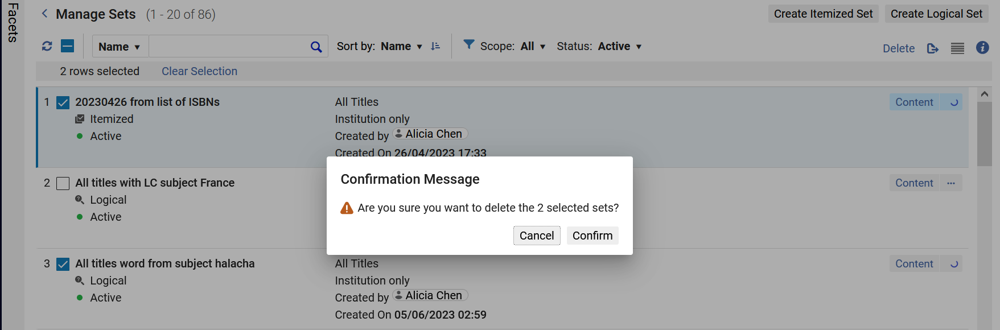 Facets
Manage Sets (1 - 20 of 86)
Create Itemized Set
Create Logical Set
Name
Sort by: Name
Scope: All
Status: Active
Delete
2 rows selected
Clear Selection
1
20230426 from list of ISBNs
Itemized
Active
All Titles
Institution only
Created by Alicia Chen
Created On 26/04/2023 17:33
Content
Confirmation Message
Are you sure you want to delete the 2 selected sets?
Cancel
Confirm
2
All titles with LC subject France
Logical
Active
Content
3
All titles word from subject halacha
Logical
Active
All Titles
Institution only
Created by Alicia Chen
Created On 05/06/2023 02:59
Content